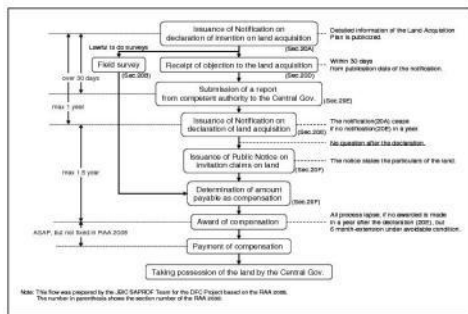 Issuance of Notification on
declaration of intention on land acquisition
(Sec.20A)
Detailed information of the Land Acquisition
Plan is publicized.
Lawful to do surveys
Field survey
(Sec.20B)
Receipt of objection to the land acquisition
(Sec.20D)
Within 30 days
from publication date of the notification.
over 30 days
Submission of a report
from competent authority to the Central Gov.
(Sec.20E)
max 1 year
Issuance of Notification on
declaration of land acquisition
(Sec.20E)
The notification(20A) cease
if no notification(20E) in a year
No question after the declaration.
Issuance of Public Notice on
invitation claims on land
(Sec.20F)
The notice states the particulars of the land.
max 1.5 year
Determination of amount
payable as compensation
(Sec.20F)
Award of compensation
All process lapse, if no awarded is made
in a year after the declaration (20E), but
6 month-extension under avoidable condition.
ASAP, but not fixed in RAA 2008
Payment of compensation
Taking possession of the land by the Central Gov.
Note: This flow was prepared by the JBIC SAPROF Team for the DFC Project based on the RAA 2008.
The number in parenthesis shows the section number of the RAA 2008.